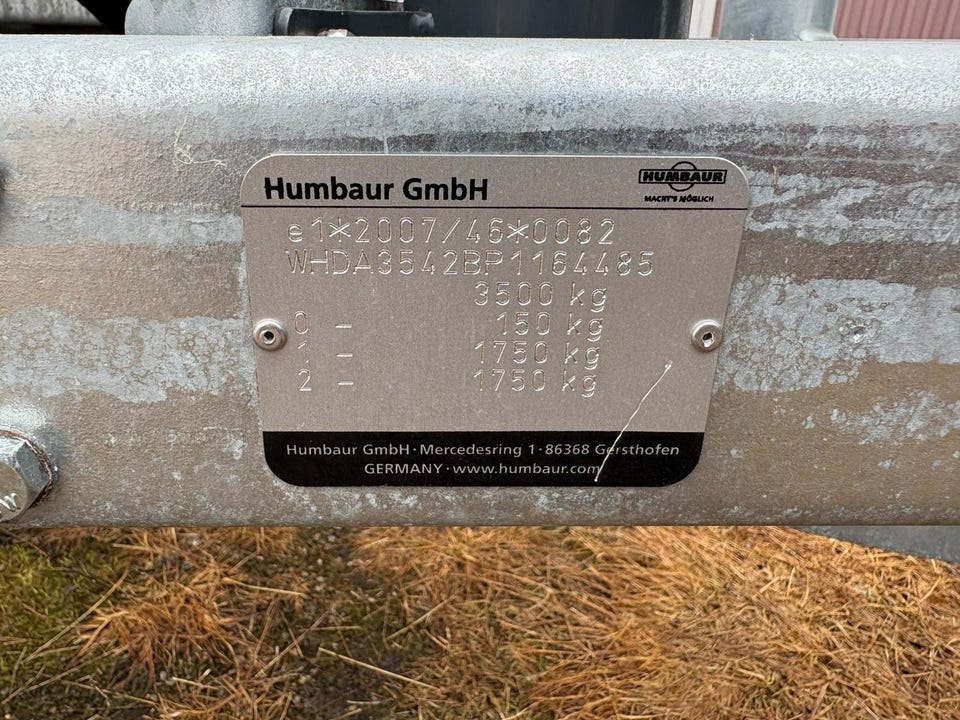 Humbaur GmbH
HUMBAUR
MACHT'S MÖGLICH
e1*2007/46*0082
WHDA3542BP1164485
3500 kg
0 - 150 kg
1 - 1750 kg
2 - 1750 kg
Humbaur GmbH · Mercedesring 1 · 86368 Gersthofen
GERMANY · www.humbaur.com